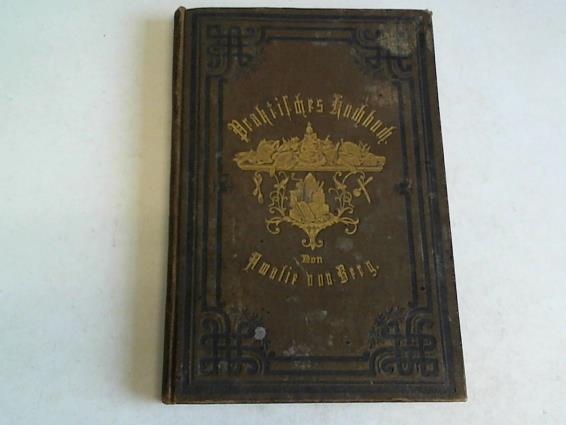 Praktisches Kochbuch.
Von
Amalie von Berg.